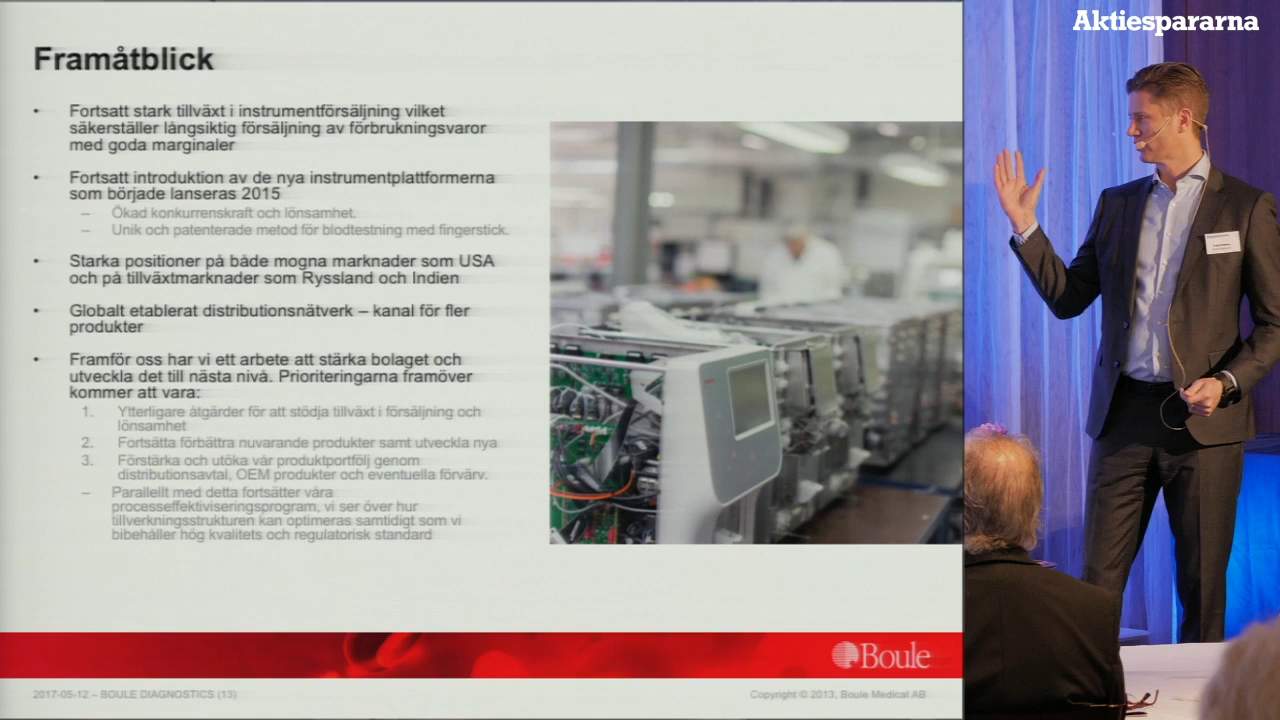 Framåtblick
• Fortsatt stark tillväxt i instrumentförsäljning vilket
säkerställer långsiktig försäljning av förbrukningsvaror
med goda marginaler
• Fortsatt introduktion av de nya instrumentplattformerna
som började lanseras 2015
– Ökad konkurrenskraft och lönsamhet.
– Unik och patenterade metod för blodtestning med fingerstick.
• Starka positioner på både mogna marknader som USA
och på tillväxtmarknader som Ryssland och Indien
• Globalt etablerat distributionsnätverk – kanal för fler
produkter
• Framför oss har vi ett arbete att stärka bolaget och
utveckla det till nästa nivå. Prioriteringarna framöver
kommer att vara:
1. Ytterligare åtgärder för att stödja tillväxt i försäljning och
lönsamhet
2. Fortsätta förbättra nuvarande produkter samt utveckla nya
3. Förstärka och utöka vår produktportfölj genom
distributionsavtal, OEM produkter och eventuella förvärv.
– Parallellt med detta fortsätter våra
processeffektiviseringsprogram, vi ser över hur
tillverkningsstrukturen kan optimeras samtidigt som vi
bibehåller hög kvalitets och regulatorisk standard
Boule
2017-05-12 – BOULE DIAGNOSTICS (13)
Copyright © 2013, Boule Medical AB
Aktiespararna